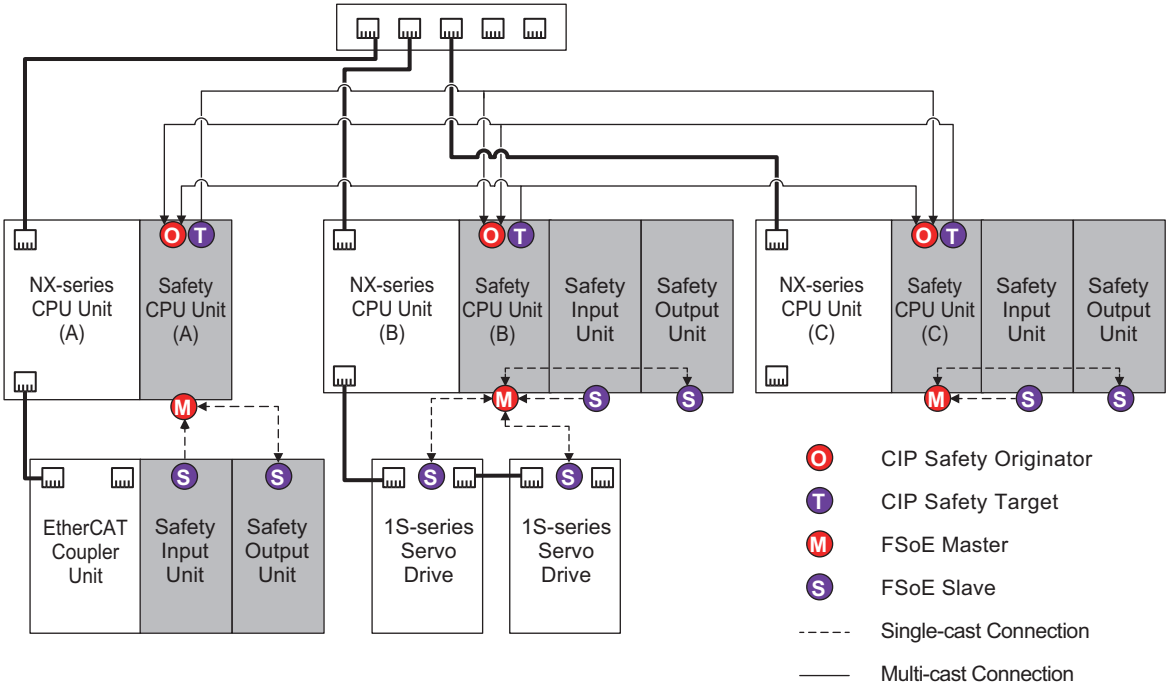 O T
O T
O T
NX-series
CPU Unit
(A)
Safety
CPU Unit
(A)
NX-series
CPU Unit
(B)
Safety
CPU Unit
(B)
Safety
Input
Unit
Safety
Output
Unit
NX-series
CPU Unit
(C)
Safety
CPU Unit
(C)
Safety
Input
Unit
Safety
Output
Unit
M
M S S
M S S
S S
EtherCAT
Coupler
Unit
Safety
Input
Unit
Safety
Output
Unit
S
1S-series
Servo
Drive
S
1S-series
Servo
Drive
O CIP Safety Originator
T CIP Safety Target
M FSoE Master
S FSoE Slave
Single-cast Connection
Multi-cast Connection